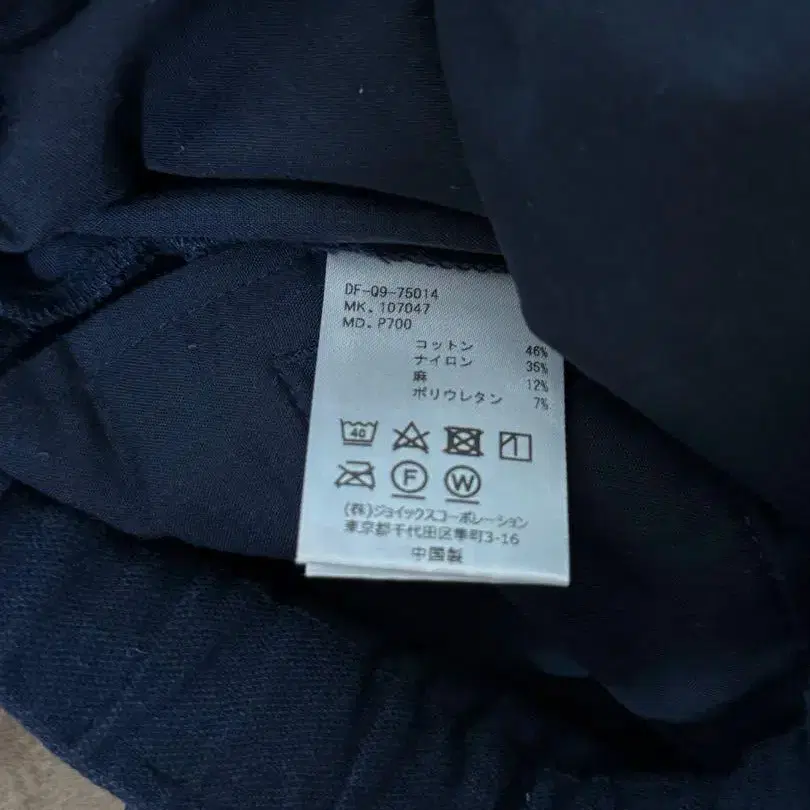 DF-Q9-75014
MK. 107047
MD. P700
コットン 46%
ナイロン 35%
麻 12%
ポリウレタン 7%
40
F W
(株)ジョイックスコーポレーション
東京都千代田区隼町3-16
中国製